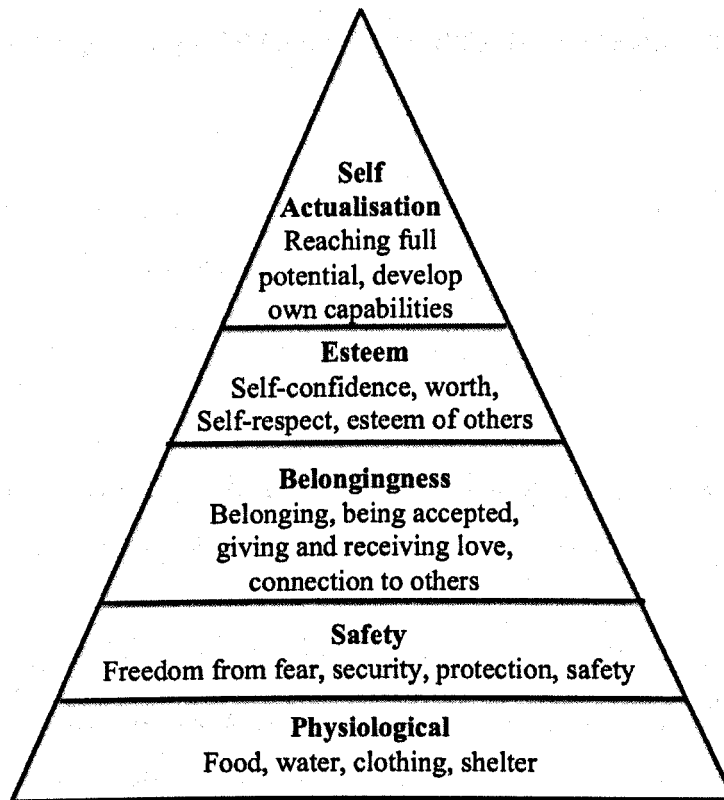 Self
Actualisation
Reaching full
potential, develop
own capabilities
Esteem
Self-confidence, worth,
Self-respect, esteem of others
Belongingness
Belonging, being accepted,
giving and receiving love,
connection to others
Safety
Freedom from fear, security, protection, safety
Physiological
Food, water, clothing, shelter